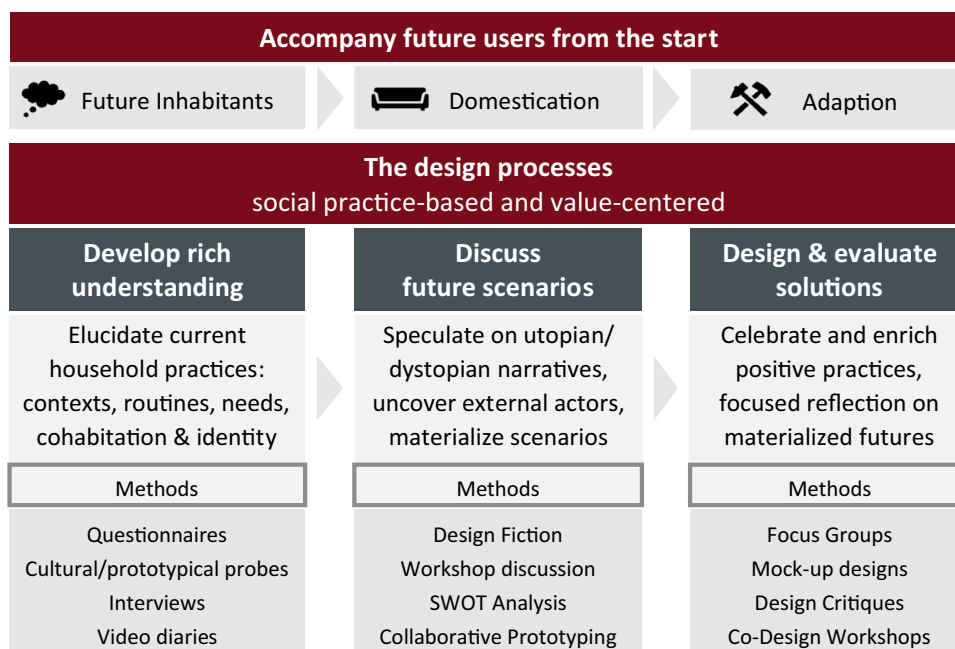 Accompany future users from the start
Future Inhabitants
Domestication
Adaption
The design processes
social practice-based and value-centered
Develop rich
understanding
Discuss
future scenarios
Design & evaluate
solutions
Elucidate current
household practices:
contexts, routines, needs,
cohabitation & identity
Speculate on utopian/
dystopian narratives,
uncover external actors,
materialize scenarios
Celebrate and enrich
positive practices,
focused reflection on
materialized futures
Methods
Methods
Methods
Questionnaires
Cultural/prototypical probes
Interviews
Video diaries
Design Fiction
Workshop discussion
SWOT Analysis
Collaborative Prototyping
Focus Groups
Mock-up designs
Design Critiques
Co-Design Workshops